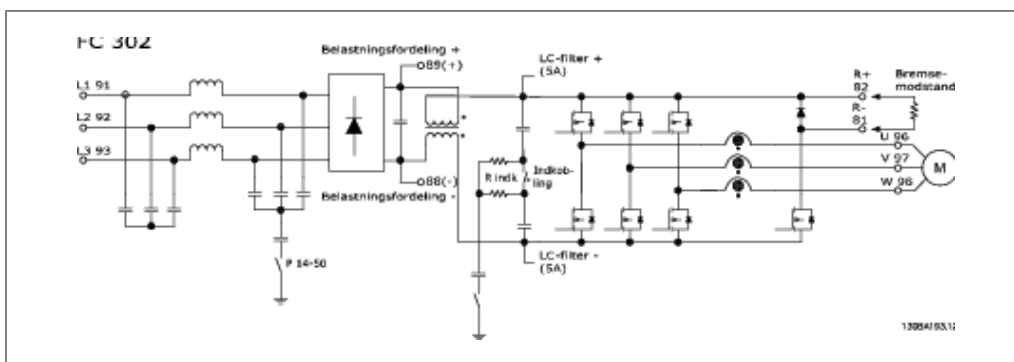 FC 302
Belastningsfordeling +
89(+)
LC-filter +
(5A)
L1 91
L2 92
L3 93
R+
82
Bremse-
modstand
R-
81
U 96
V 97
W 98
M
R indk
Indkob-
ling
88(-)
Belastningsfordeling -
P 14-50
LC-filter -
(5A)
130BA193.12